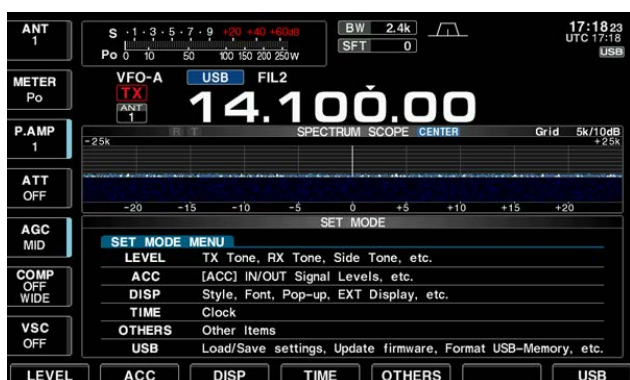 ANT
1
S ·1·3·5·7·9 +20 +40 +60dB
Po 0 10 50 100 150 200 250W
BW 2.4k
SFT 0
17:18 23
UTC 17:18
USB
METER
Po
VFO-A USB FIL2
TX
ANT
1
14.100.00
P.AMP
1
R T SPECTRUM SCOPE CENTER Grid 5k/10dB
-25k +25k
ATT
OFF
-20 -15 -10 -5 0 +5 +10 +15 +20
AGC
MID
SET MODE
SET MODE MENU
LEVEL TX Tone, RX Tone, Side Tone, etc.
ACC [ACC] IN/OUT Signal Levels, etc.
DISP Style, Font, Pop-up, EXT Display, etc.
TIME Clock
OTHERS Other Items
USB Load/Save settings, Update firmware, Format USB-Memory, etc.
COMP
OFF
WIDE
VSC
OFF
LEVEL ACC DISP TIME OTHERS USB